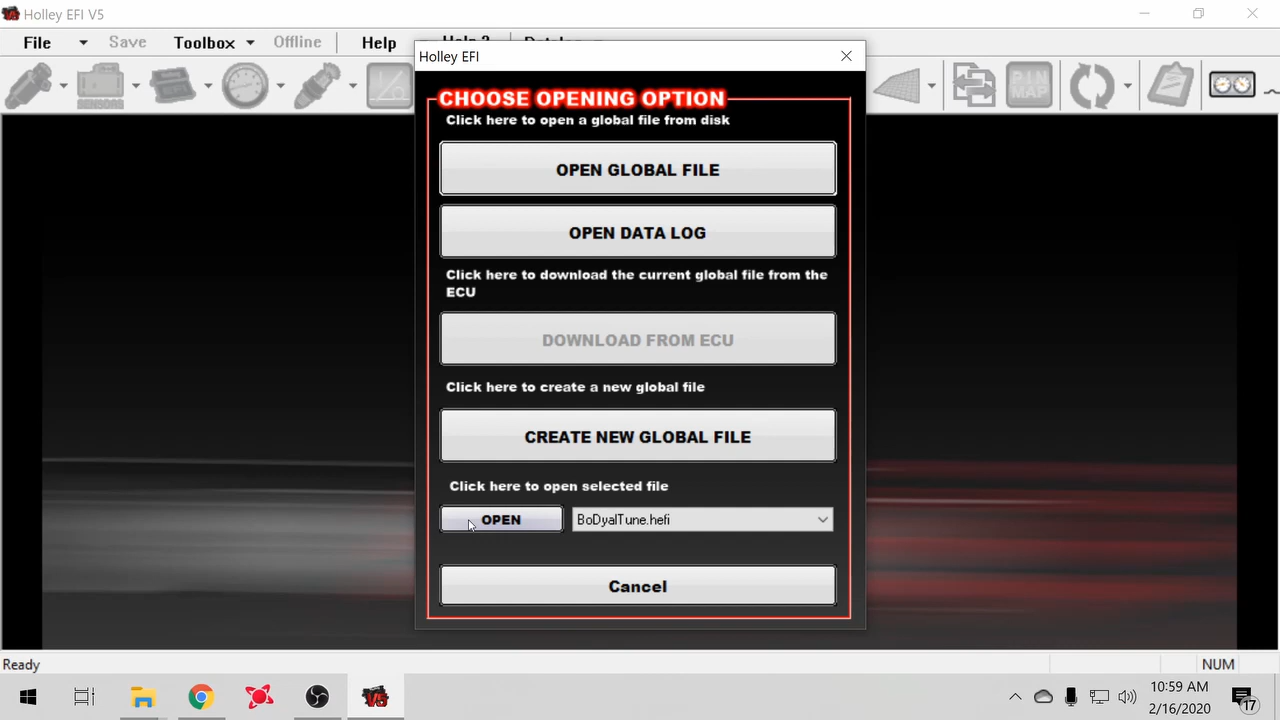 Holley EFI V5
File Save Toolbox Offline Help
Holley EFI
PIN
MAP
CHOOSE OPENING OPTION
Click here to open a global file from disk
OPEN GLOBAL FILE
OPEN DATA LOG
Click here to download the current global file from the
ECU
DOWNLOAD FROM ECU
Click here to create a new global file
CREATE NEW GLOBAL FILE
Click here to open selected file
OPEN BoDyalTune.hefi
Cancel
Ready NUM
V5
10:59 AM
2/16/2020
17